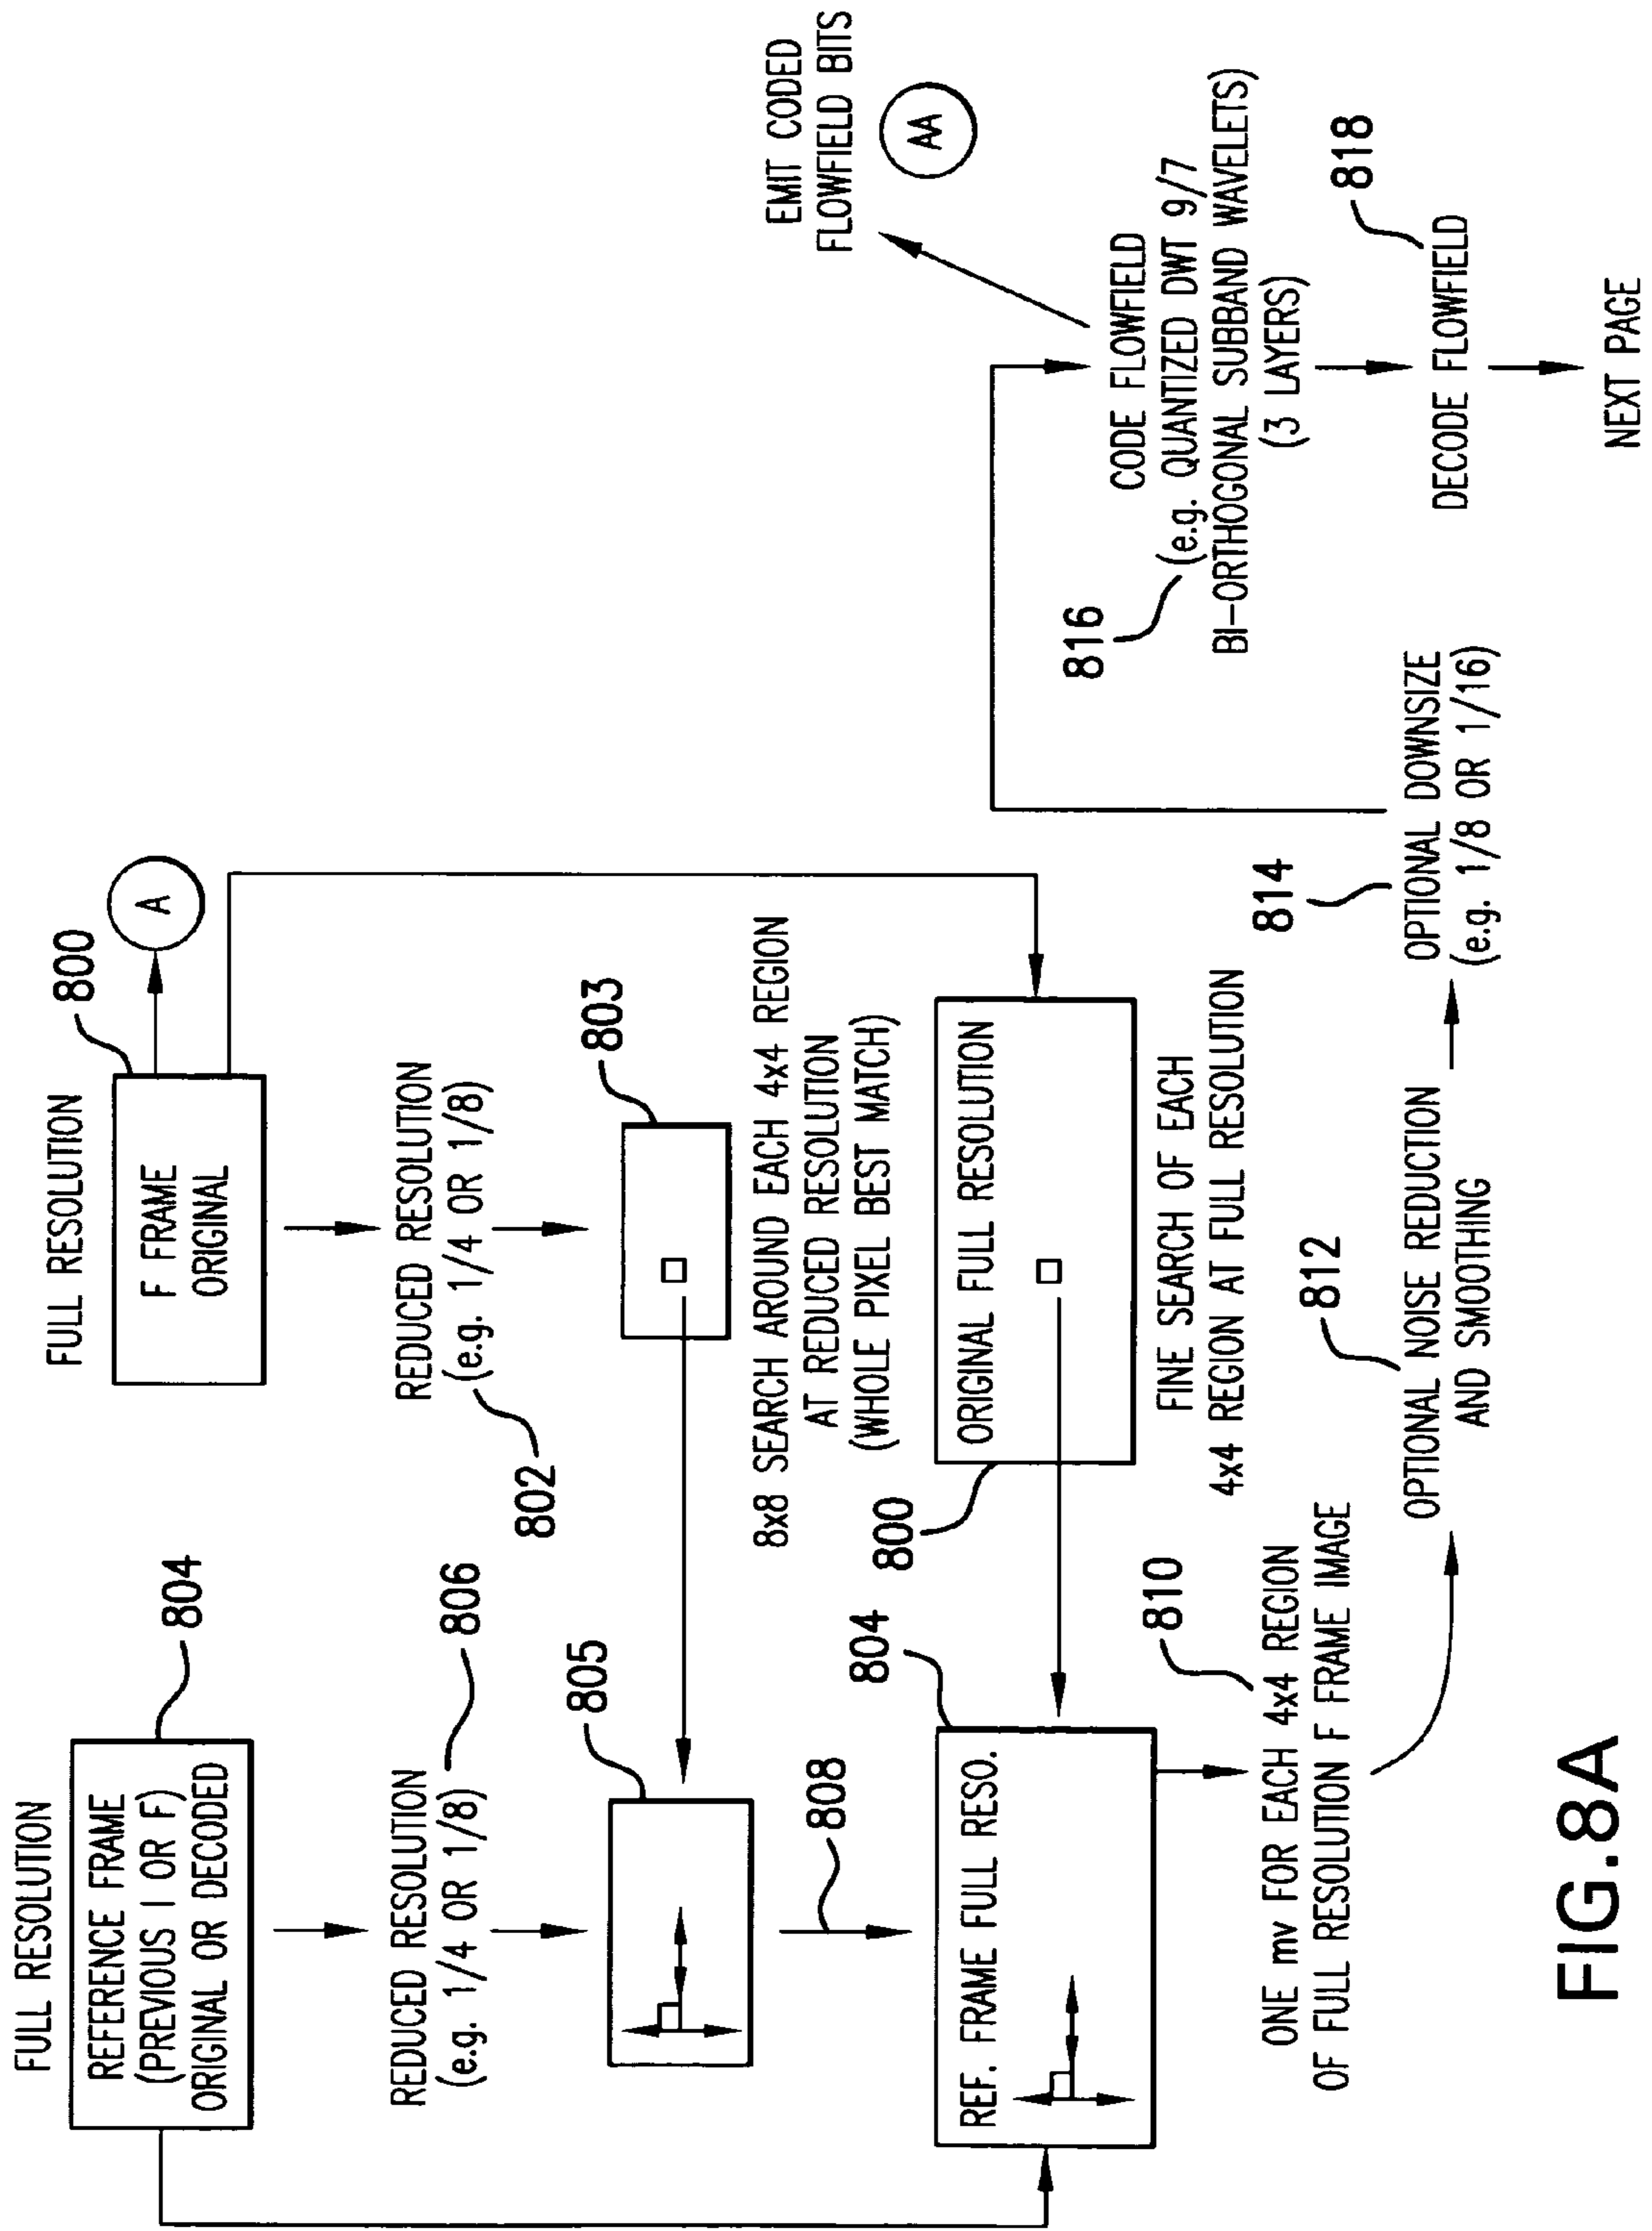 FULL RESOLUTION
REFERENCE FRAME
(PREVIOUS I OR F)
ORIGINAL OR DECODED
804
FULL RESOLUTION
F FRAME
ORIGINAL
800
A
REDUCED RESOLUTION
(e.g. 1/4 OR 1/8)
806
REDUCED RESOLUTION
(e.g. 1/4 OR 1/8)
802
805
803
808
8x8 SEARCH AROUND EACH 4x4 REGION
AT REDUCED RESOLUTION
(WHOLE PIXEL BEST MATCH)
804
REF. FRAME FULL RESO.
800
ORIGINAL FULL RESOLUTION
FINE SEARCH OF EACH
4x4 REGION AT FULL RESOLUTION
810
ONE mv FOR EACH 4x4 REGION
OF FULL RESOLUTION F FRAME IMAGE
812
OPTIONAL NOISE REDUCTION
AND SMOOTHING
814
OPTIONAL DOWNSIZE
(e.g. 1/8 OR 1/16)
EMIT CODED
FLOWFIELD BITS
AA
816
CODE FLOWFIELD
(e.g. QUANTIZED DWT 9/7
BI-ORTHOGONAL SUBBAND WAVELETS)
(3 LAYERS)
818
DECODE FLOWFIELD
NEXT PAGE
FIG.8A